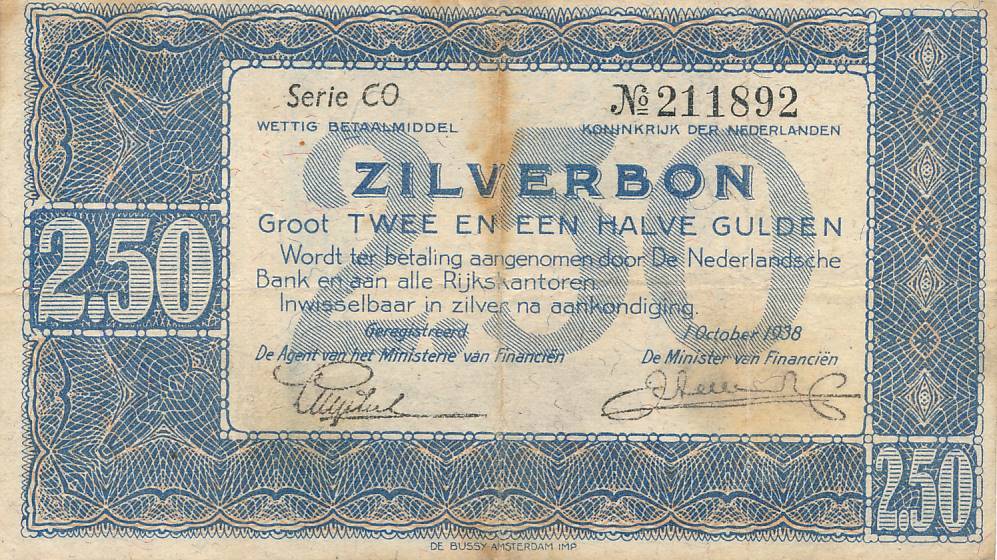 Serie CO № 211892
WETTIG BETAALMIDDEL KONINKRIJK DER NEDERLANDEN
2.50
ZILVERBON
Groot TWEE EN EEN HALVE GULDEN
Wordt ter betaling aangenomen door De Nederlandsche
Bank en aan alle Rijkskantoren.
Inwisselbaar in zilver na aankondiging.
Geregistreerd 1 October 1938
De Agent van het Ministerie van Financiën De Minister van Financiën
2.50
2.50
DE BUSSY AMSTERDAM IMP.